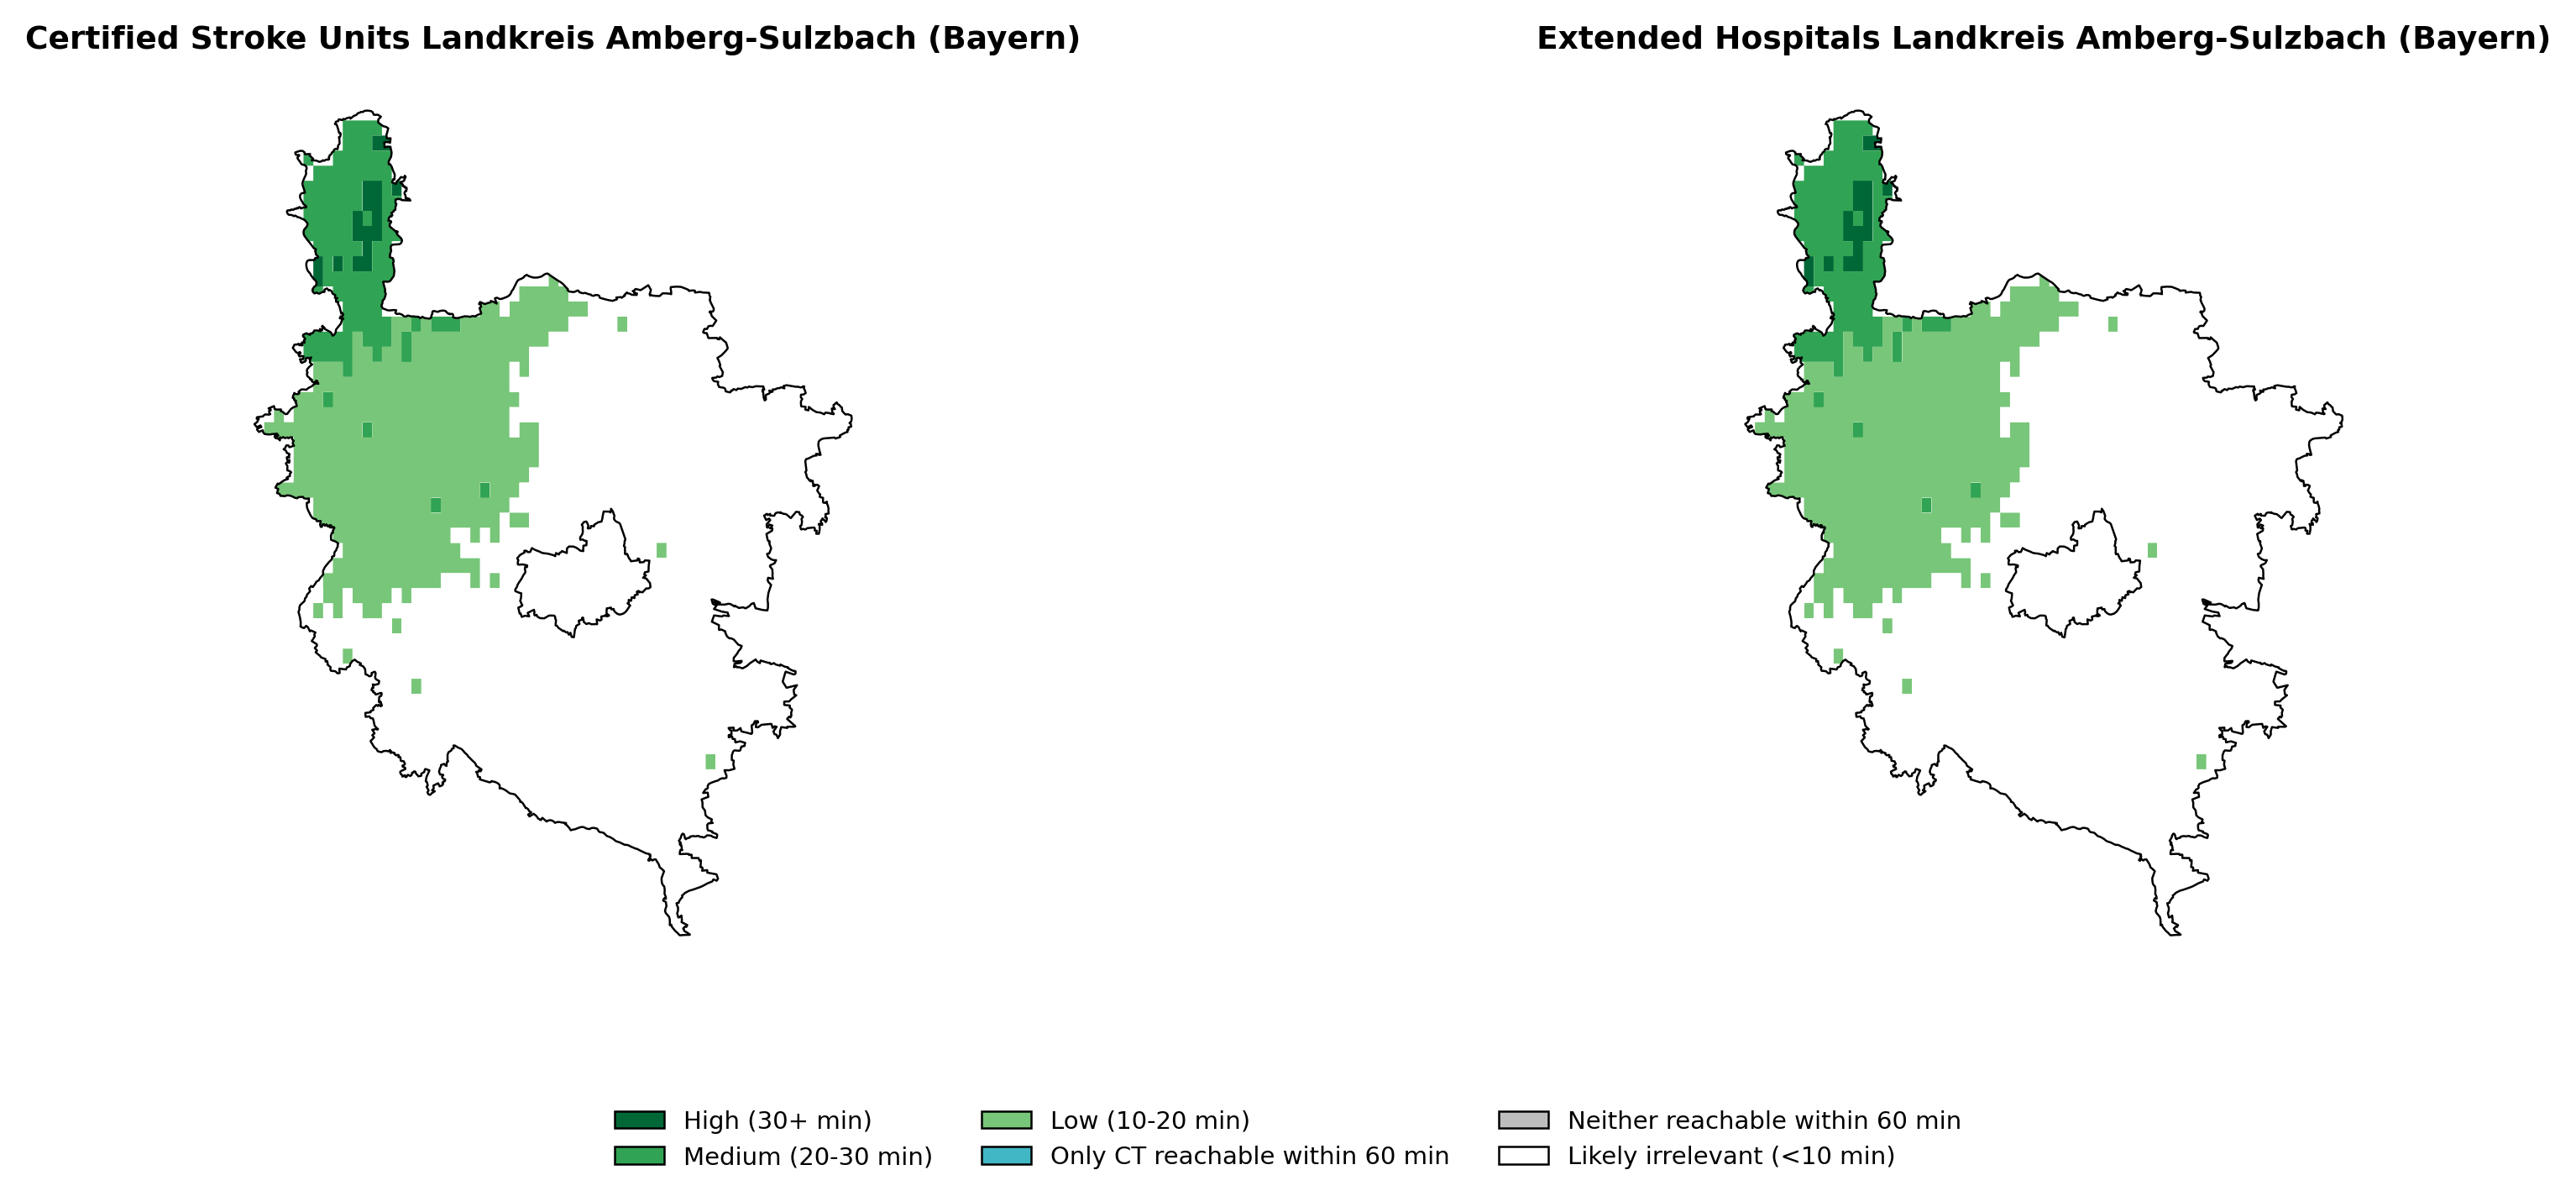 Certified Stroke Units Landkreis Amberg-Sulzbach (Bayern)
Extended Hospitals Landkreis Amberg-Sulzbach (Bayern)
High (30+ min)
Medium (20-30 min)
Low (10-20 min)
Only CT reachable within 60 min
Neither reachable within 60 min
Likely irrelevant (<10 min)